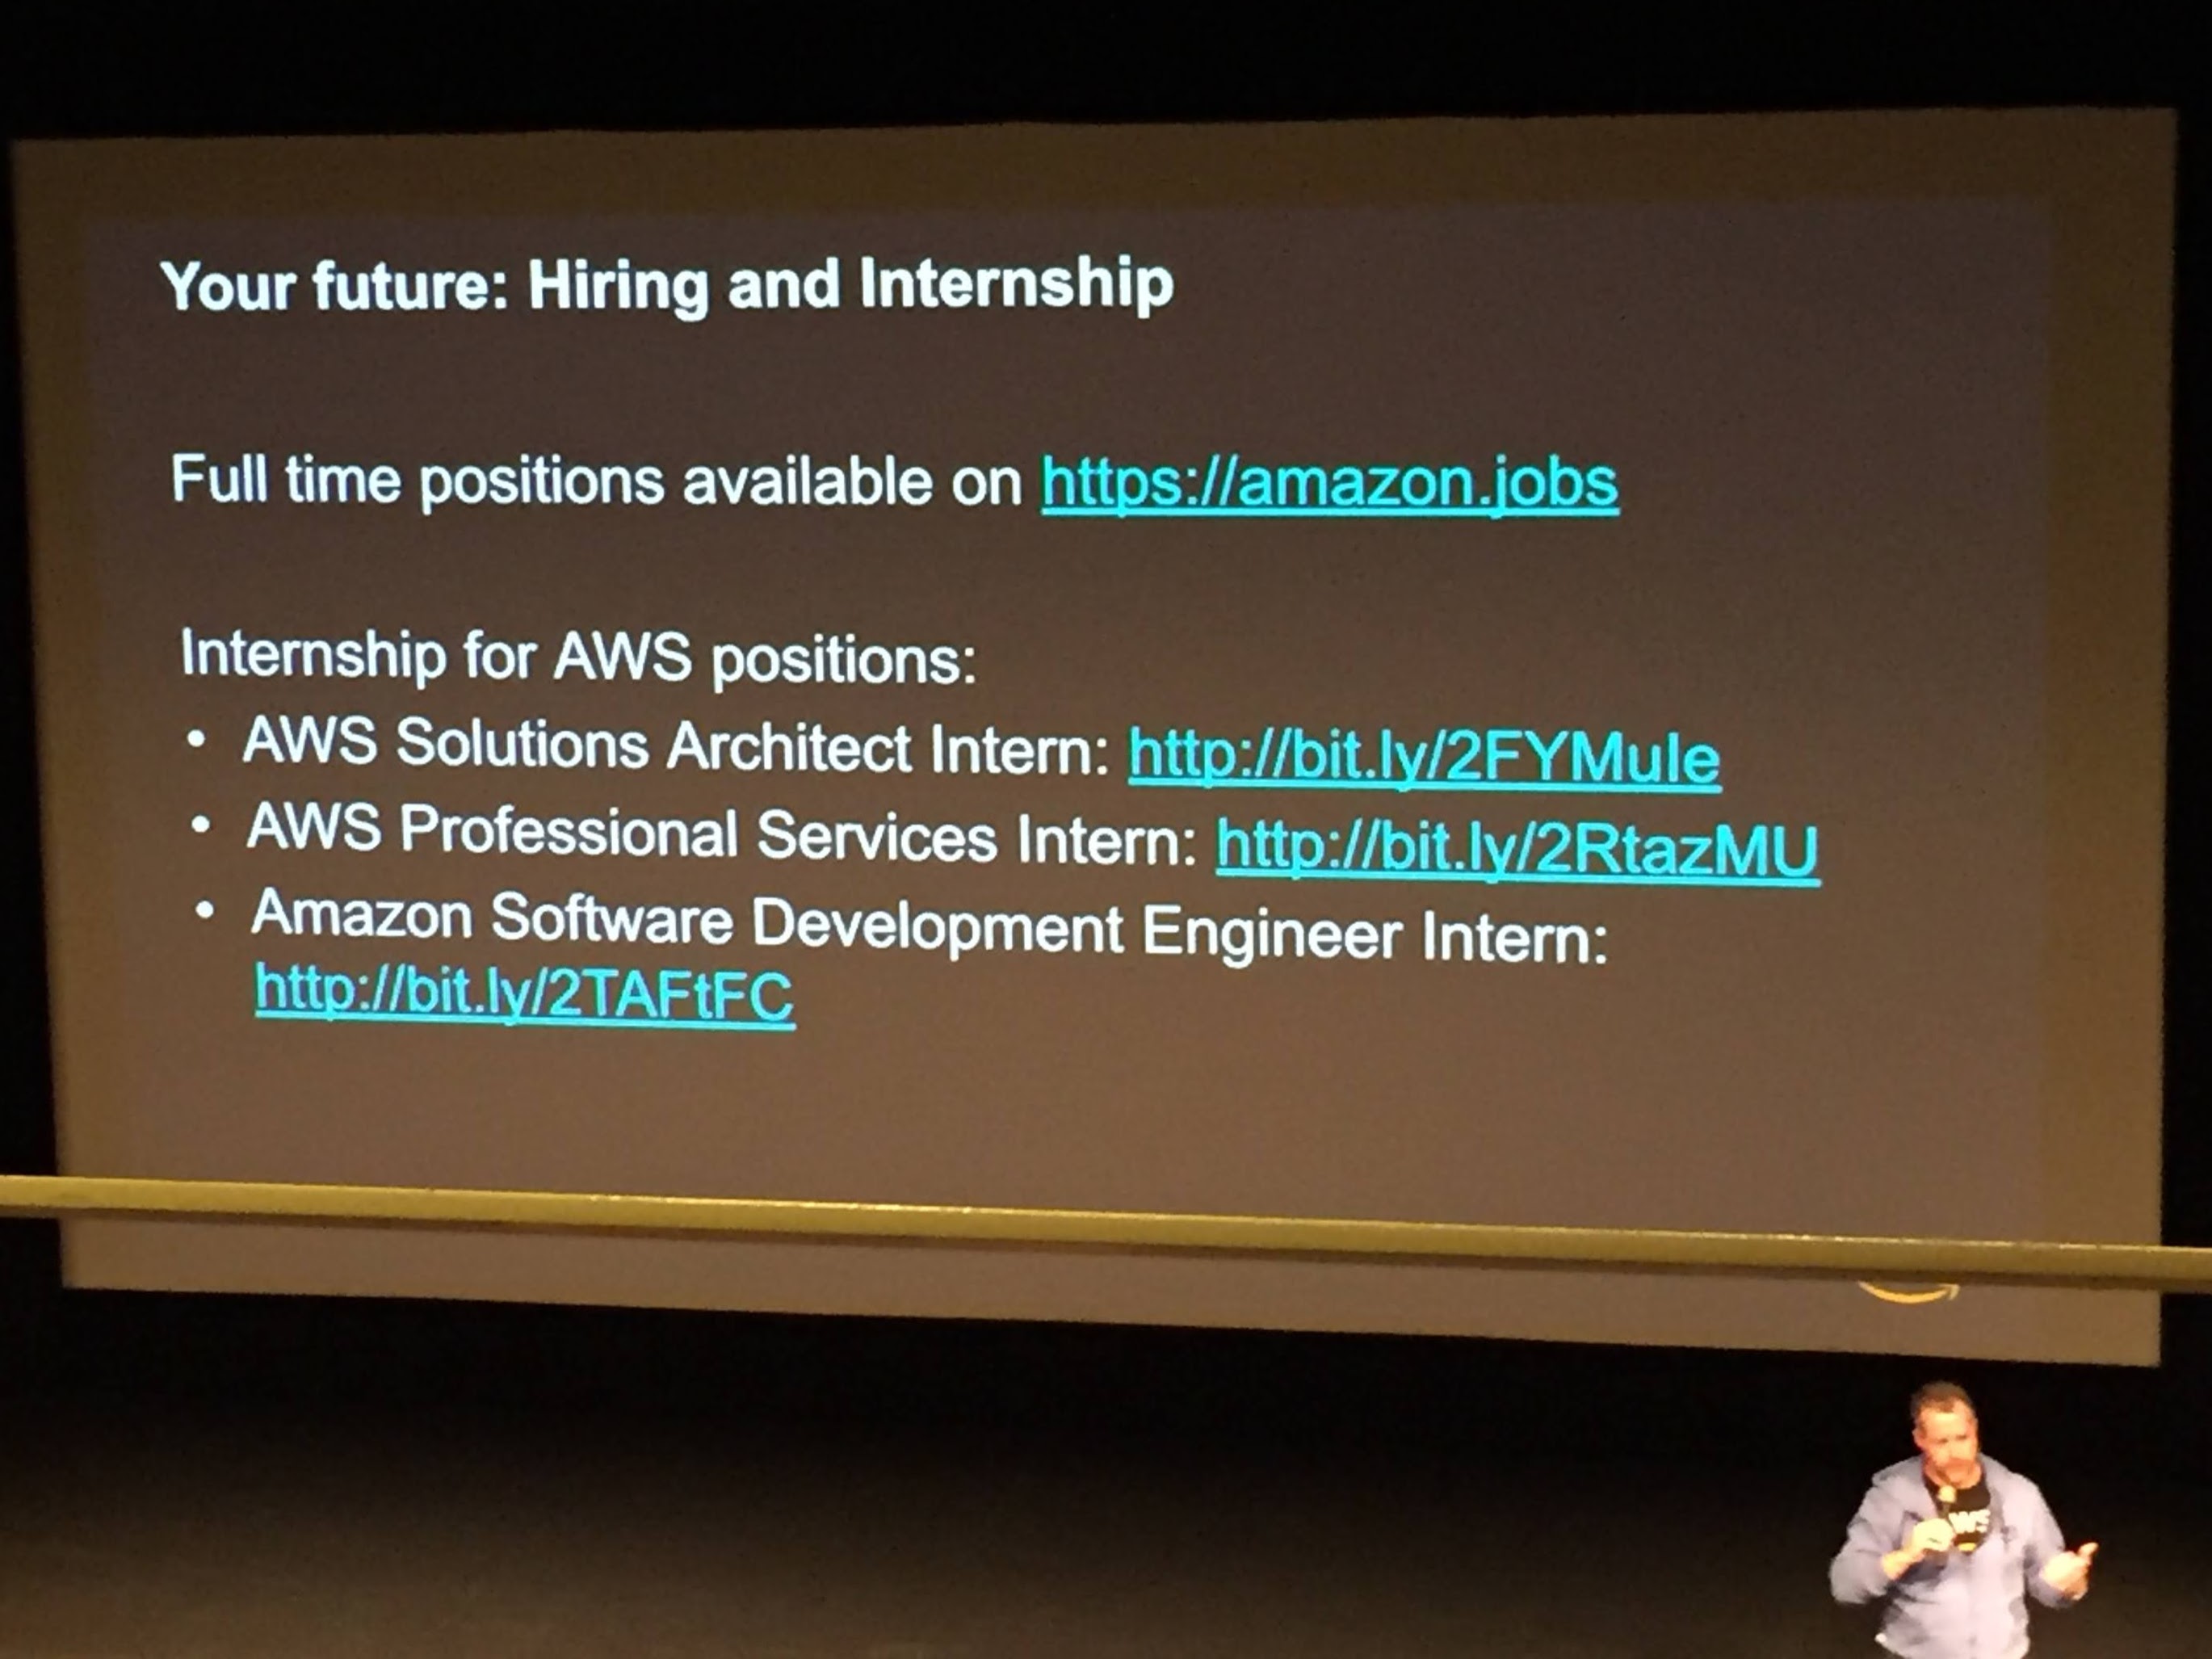 Your future: Hiring and Internship
Full time positions available on https://amazon.jobs
Internship for AWS positions:
• AWS Solutions Architect Intern: http://bit.ly/2FYMule
• AWS Professional Services Intern: http://bit.ly/2RtazMU
• Amazon Software Development Engineer Intern:
http://bit.ly/2TAFtFC